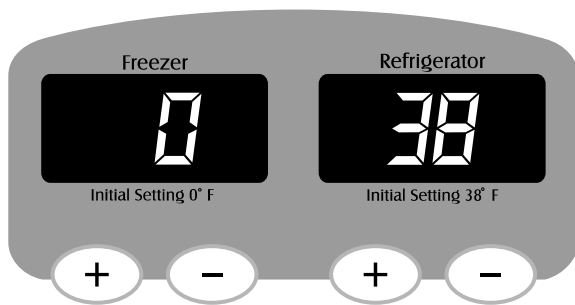 Freezer
Refrigerator
0
38
Initial Setting 0° F
Initial Setting 38° F
+ -
+ -